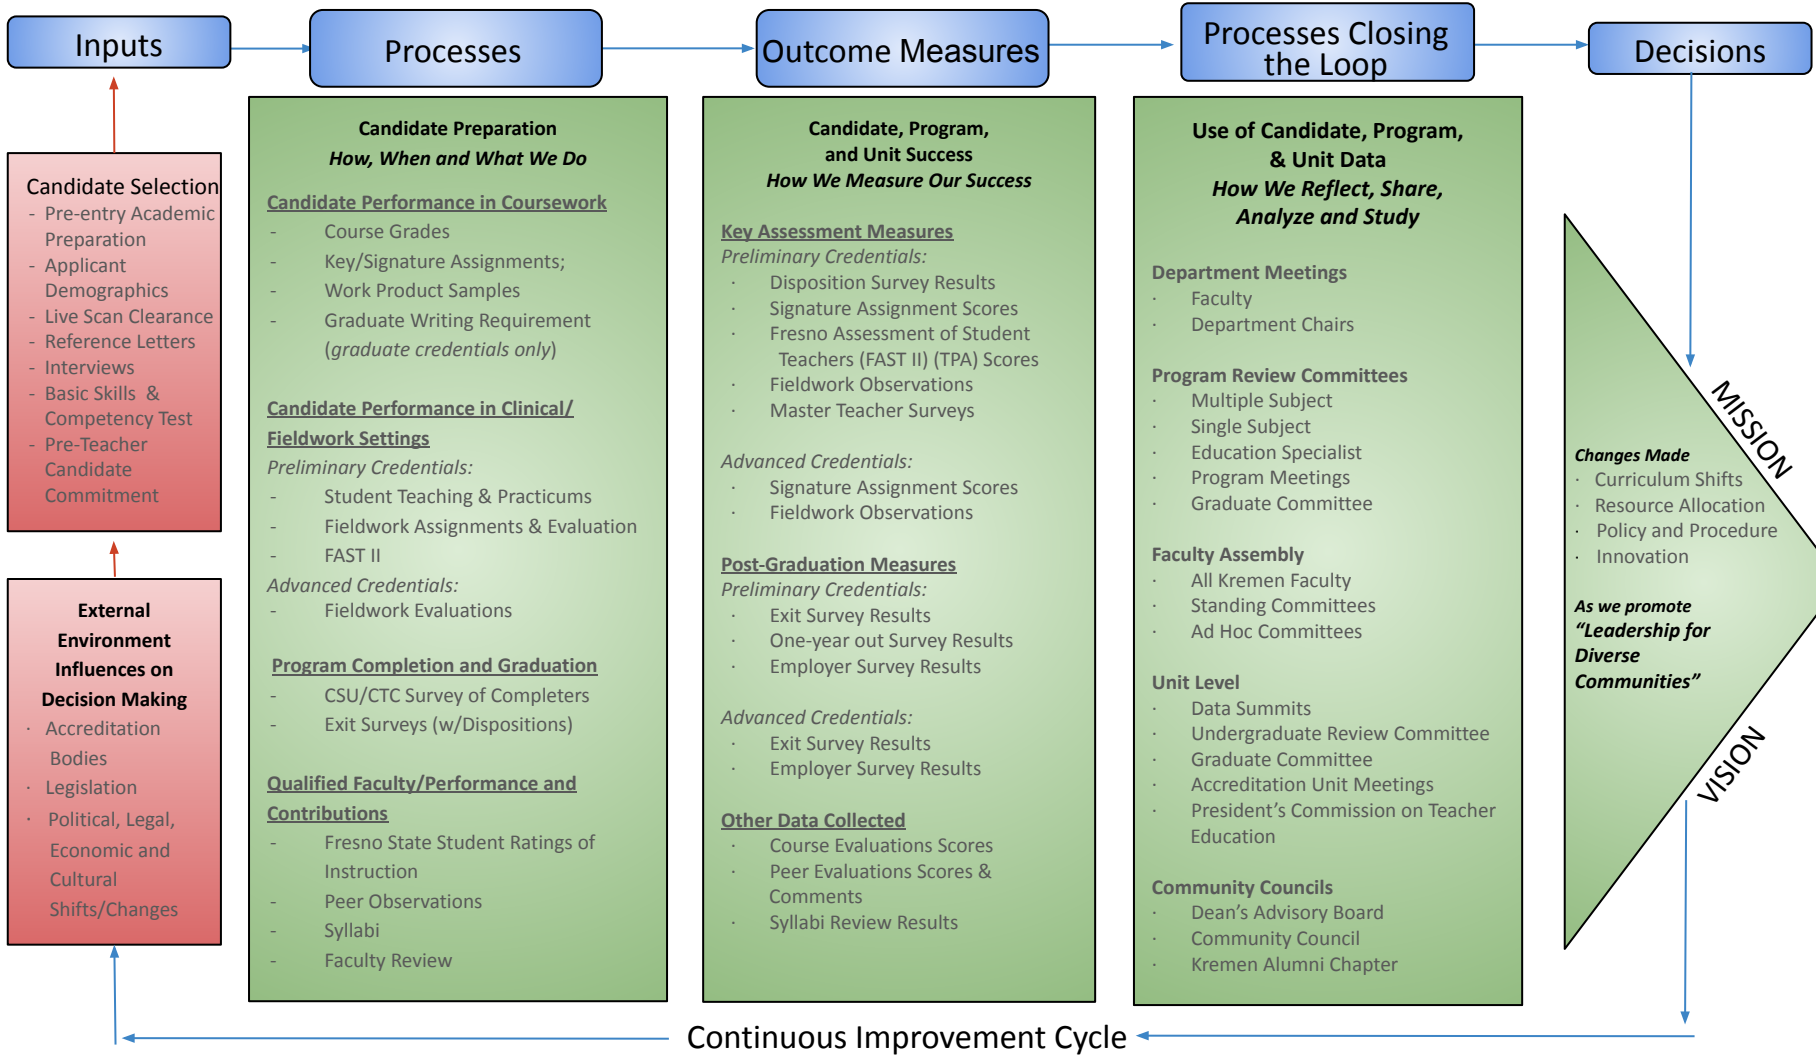 Inputs
Processes
Outcome Measures
Processes Closing
the Loop
Decisions
Candidate Selection
- Pre-entry Academic
Preparation
- Applicant
Demographics
- Live Scan Clearance
- Reference Letters
- Interviews
- Basic Skills & 
Competency Test
- Pre-Teacher
Candidate
Commitment
External
Environment
Influences on
Decision Making
· Accreditation
Bodies
· Legislation
· Political, Legal,
Economic and
Cultural
Shifts/Changes
Candidate Preparation
How, When and What We Do
Candidate Performance in Coursework
- Course Grades
- Key/Signature Assignments;
- Work Product Samples
- Graduate Writing Requirement
(graduate credentials only)
Candidate Performance in Clinical/
Fieldwork Settings
Preliminary Credentials:
- Student Teaching & Practicums
- Fieldwork Assignments & Evaluation
- FAST II
Advanced Credentials:
- Fieldwork Evaluations
Program Completion and Graduation
- CSU/CTC Survey of Completers
- Exit Surveys (w/Dispositions)
Qualified Faculty/Performance and
Contributions
- Fresno State Student Ratings of
Instruction
- Peer Observations
- Syllabi
- Faculty Review
Candidate, Program,
and Unit Success
How We Measure Our Success
Key Assessment Measures
Preliminary Credentials:
· Disposition Survey Results
· Signature Assignment Scores
· Fresno Assessment of Student
Teachers (FAST II) (TPA) Scores
· Fieldwork Observations
· Master Teacher Surveys
Advanced Credentials:
· Signature Assignment Scores
· Fieldwork Observations
Post-Graduation Measures
Preliminary Credentials:
· Exit Survey Results
· One-year out Survey Results
· Employer Survey Results
Advanced Credentials:
· Exit Survey Results
· Employer Survey Results
Other Data Collected
· Course Evaluations Scores
· Peer Evaluations Scores &
Comments
· Syllabi Review Results
Use of Candidate, Program,
& Unit Data
How We Reflect, Share,
Analyze and Study
Department Meetings
· Faculty
· Department Chairs
Program Review Committees
· Multiple Subject
· Single Subject
· Education Specialist
· Program Meetings
· Graduate Committee
Faculty Assembly
· All Kremen Faculty
· Standing Committees
· Ad Hoc Committees
Unit Level
· Data Summits
· Undergraduate Review Committee
· Graduate Committee
· Accreditation Unit Meetings
· President's Commission on Teacher
Education
Community Councils
· Dean's Advisory Board
· Community Council
· Kremen Alumni Chapter
MISSION
Changes Made
· Curriculum Shifts
· Resource Allocation
· Policy and Procedure
· Innovation
As we promote
“Leadership for
Diverse
Communities”
VISION
Continuous Improvement Cycle